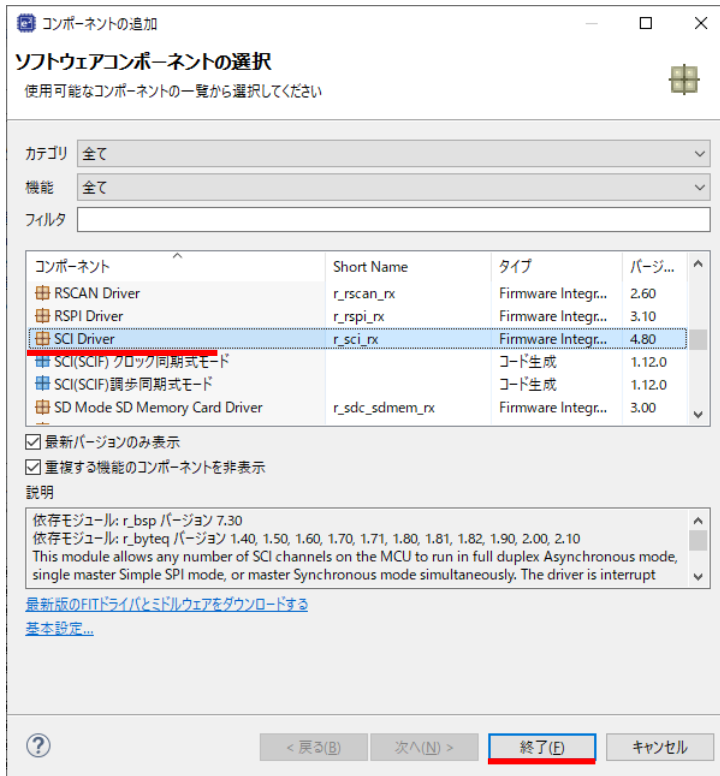 コンポーネントの追加
ソフトウェアコンポーネントの選択
使用可能なコンポーネントの一覧から選択してください
カテゴリ 全て
機能 全て
フィルタ
コンポーネント Short Name タイプ バージ...
RSCAN Driver r_rscan_rx Firmware Integr... 2.60
RSPI Driver r_rspi_rx Firmware Integr... 3.10
SCI Driver r_sci_rx Firmware Integr... 4.80
SCI(SCIF) クロック同期式モード コード生成 1.12.0
SCI(SCIF)調歩同期式モード コード生成 1.12.0
SD Mode SD Memory Card Driver r_sdc_sdmem_rx Firmware Integr... 3.00
最新バージョンのみ表示
重複する機能のコンポーネントを非表示
説明
依存モジュール: r_bsp バージョン 7.30
依存モジュール: r_byteq バージョン 1.40, 1.50, 1.60, 1.70, 1.71, 1.80, 1.81, 1.82, 1.90, 2.00, 2.10
This module allows any number of SCI channels on the MCU to run in full duplex Asynchronous mode,
single master Simple SPI mode, or master Synchronous mode simultaneously. The driver is interrupt
最新版のFITドライバとミドルウェアをダウンロードする
基本設定...
? < 戻る(B) 次へ(N) > 終了(F) キャンセル